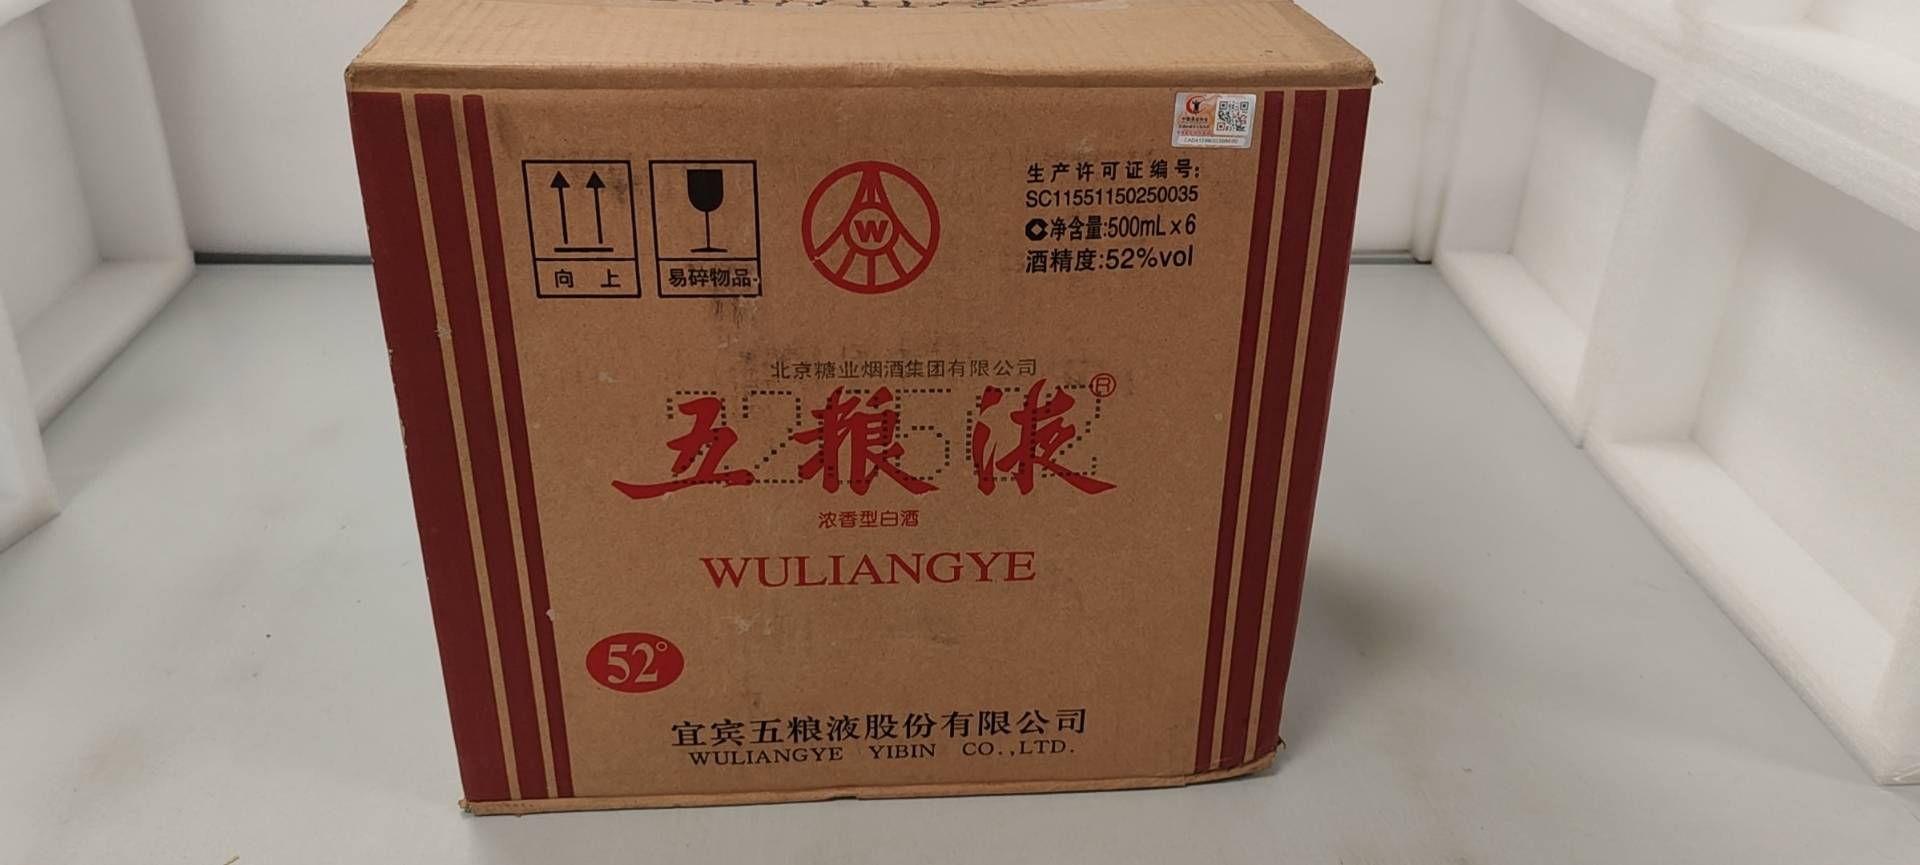 生产许可证编号:
SC11551150250035
净含量:500mL×6
酒精度:52%vol
向 上
易碎物品
W
北京糖业烟酒集团有限公司
五粮液®
浓香型白酒
WULIANGYE
52°
宜宾五粮液股份有限公司
WULIANGYE YIBIN CO.,LTD.